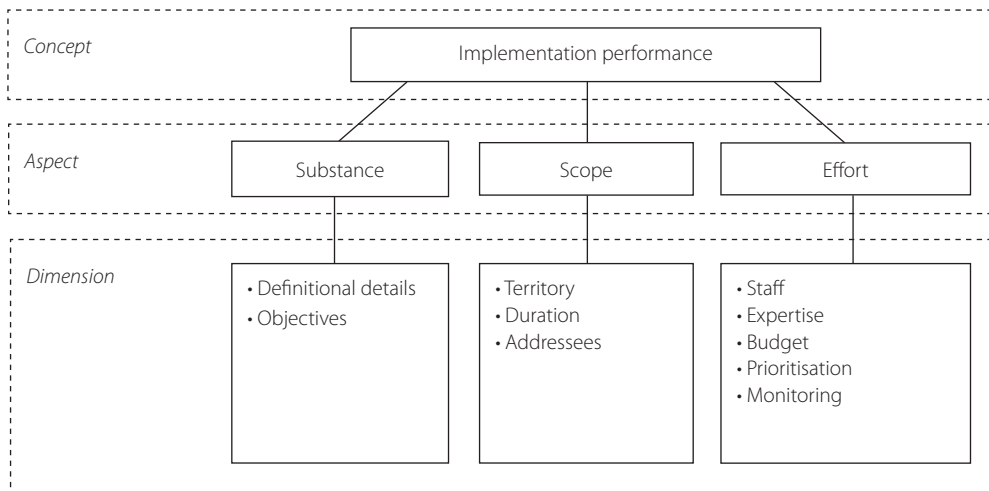 Concept
Implementation performance
Aspect
Substance
Scope
Effort
Dimension
• Definitional details
• Objectives
• Territory
• Duration
• Addressees
• Staff
• Expertise
• Budget
• Prioritisation
• Monitoring